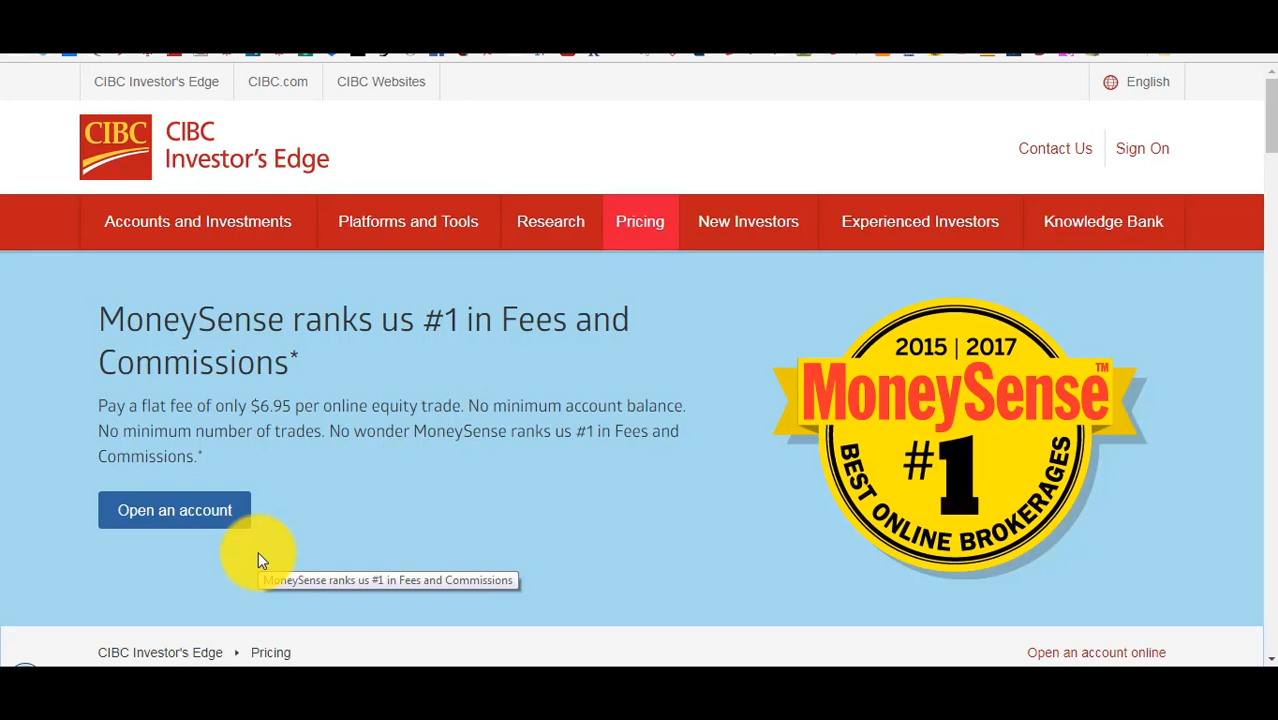 CIBC Investor's Edge
CIBC.com
CIBC Websites
English
CIBC
CIBC
Investor's Edge
Contact Us
Sign On
Accounts and Investments
Platforms and Tools
Research
Pricing
New Investors
Experienced Investors
Knowledge Bank
MoneySense ranks us #1 in Fees and
Commissions*
Pay a flat fee of only $6.95 per online equity trade. No minimum account balance.
No minimum number of trades. No wonder MoneySense ranks us #1 in Fees and
Commissions.*
Open an account
MoneySense ranks us #1 in Fees and Commissions
2015 | 2017
MoneySense™
#1
BEST ONLINE BROKERAGES
CIBC Investor's Edge
Pricing
Open an account online